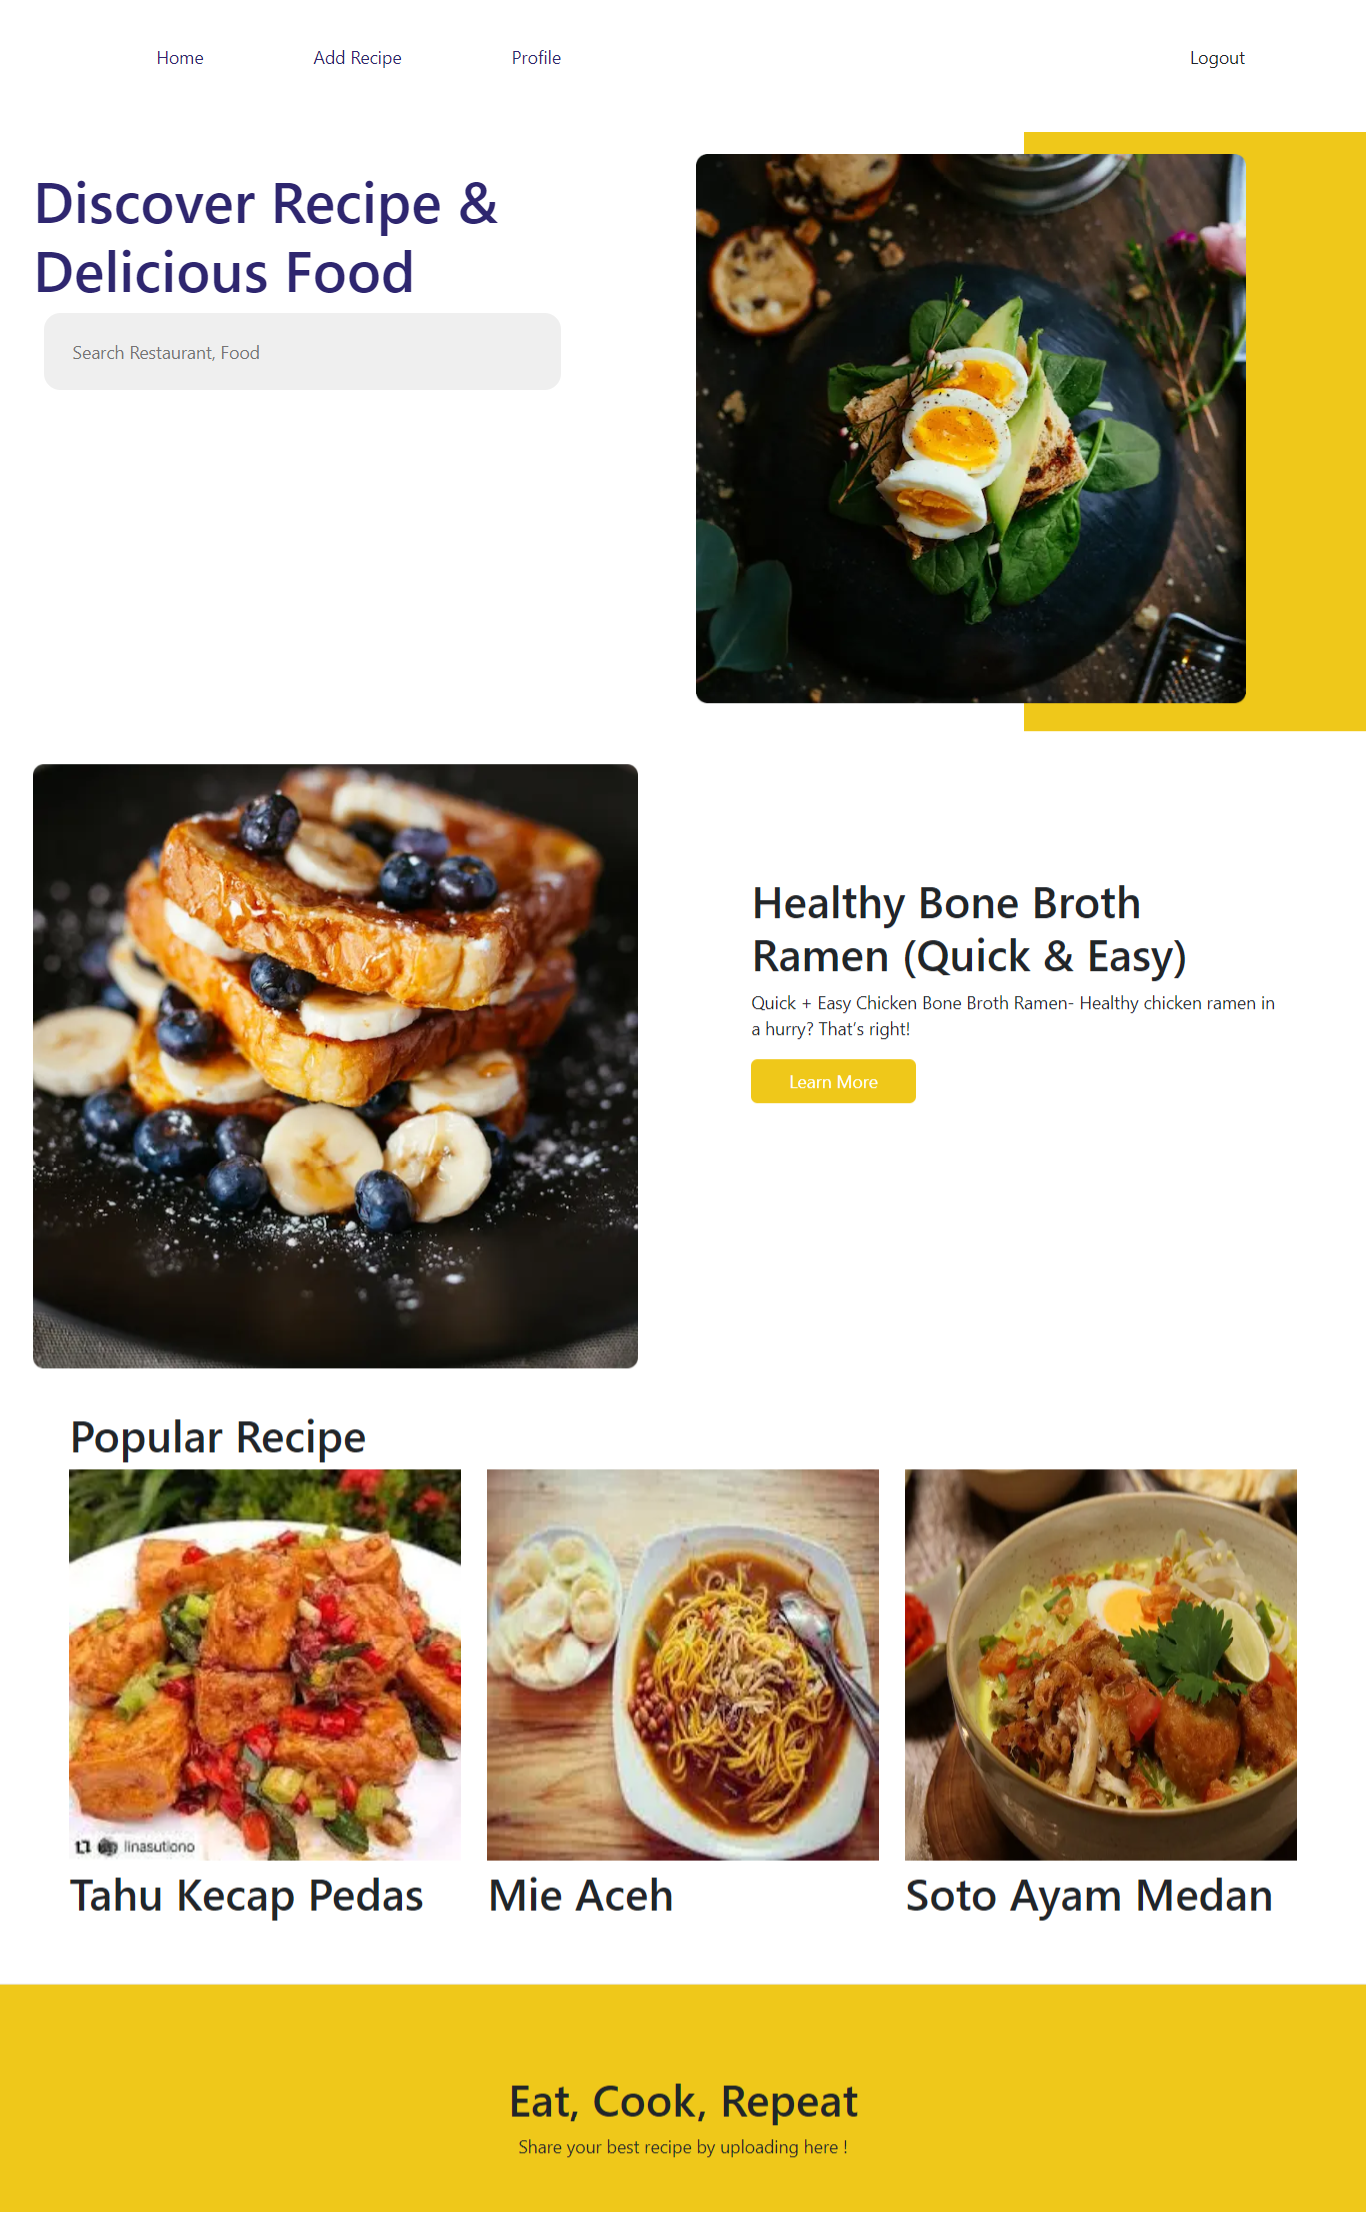 Home
Add Recipe
Profile
Logout
Discover Recipe &
Delicious Food
Search Restaurant, Food
Healthy Bone Broth
Ramen (Quick & Easy)
Quick + Easy Chicken Bone Broth Ramen- Healthy chicken ramen in
a hurry? That's right!
Learn More
Popular Recipe
linasutiono
Tahu Kecap Pedas
Mie Aceh
Soto Ayam Medan
Eat, Cook, Repeat
Share your best recipe by uploading here !